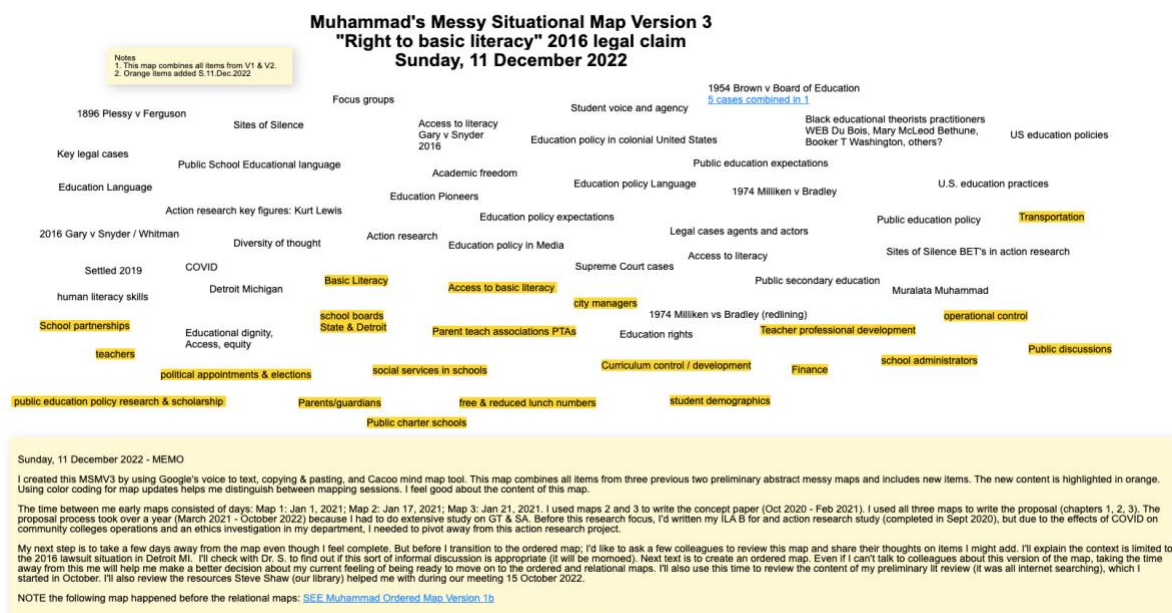 Muhammad's Messy Situational Map Version 3
"Right to basic literacy" 2016 legal claim
Sunday, 11 December 2022
Notes
1. This map combines all items from V1 & V2.
2. Orange items added S.11.Dec.2022
1954 Brown v Board of Education
5 cases combined in 1
Focus groups
Student voice and agency
1896 Plessy v Ferguson
Sites of Silence
Access to literacy
Gary v Snyder
2016
Education policy in colonial United States
Black educational theorists practitioners
WEB Du Bois, Mary McLeod Bethune,
Booker T Washington, others?
US education policies
Key legal cases
Public School Educational language
Academic freedom
Public education expectations
Education Language
Education Pioneers
Education policy Language
1974 Milliken v Bradley
U.S. education practices
Action research key figures: Kurt Lewis
Education policy expectations
Public education policy
Transportation
2016 Gary v Snyder / Whitman
Diversity of thought
Action research
Education policy in Media
Legal cases agents and actors
Access to literacy
Sites of Silence BET's in action research
Settled 2019
COVID
Supreme Court cases
Basic Literacy
Access to basic literacy
Public secondary education
human literacy skills
Detroit Michigan
city managers
Muralata Muhammad
School partnerships
Educational dignity,
Access, equity
school boards
State & Detroit
Parent teach associations PTAs
1974 Milliken vs Bradley (redlining)
Education rights
Teacher professional development
operational control
teachers
political appointments & elections
social services in schools
Curriculum control / development
Finance
school administrators
Public discussions
public education policy research & scholarship
Parents/guardians
free & reduced lunch numbers
student demographics
Public charter schools
Sunday, 11 December 2022 - MEMO
I created this MSMV3 by using Google's voice to text, copying & pasting, and Cacoo mind map tool. This map combines all items from three previous two preliminary abstract messy maps and includes new items. The new content is highlighted in orange.
Using color coding for map updates helps me distinguish between mapping sessions. I feel good about the content of this map.
The time between me early maps consisted of days: Map 1: Jan 1, 2021; Map 2: Jan 17, 2021; Map 3: Jan 21, 2021. I used maps 2 and 3 to write the concept paper (Oct 2020 - Feb 2021). I used all three maps to write the proposal (chapters 1, 2, 3). The
proposal process took over a year (March 2021 - October 2022) because I had to do extensive study on GT & SA. Before this research focus, I'd written my ILA B for and action research study (completed in Sept 2020), but due to the effects of COVID on
community colleges operations and an ethics investigation in my department, I needed to pivot away from this action research project.
My next step is to take a few days away from the map even though I feel complete. But before I transition to the ordered map; I'd like to ask a few colleagues to review this map and share their thoughts on items I might add. I'll explain the context is limited to
the 2016 lawsuit situation in Detroit MI. I'll check with Dr. S. to find out if this sort of informal discussion is appropriate (it will be momoed). Next text is to create an ordered map. Even if I can't talk to colleagues about this version of the map, taking the time
away from this me will help me make a better decision about my current feeling of being ready to move on to the ordered and relational maps. I'll also use this time to review the content of my preliminary lit review (it was all internet searching), which I
started in October. I'll also review the resources Steve Shaw (our library) helped me with during our meeting 15 October 2022.
NOTE the following map happened before the relational maps: SEE Muhammad Ordered Map Version 1b